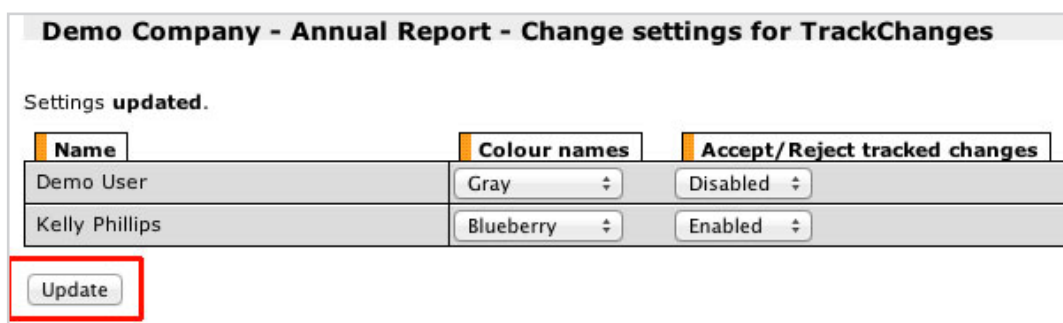 Demo Company - Annual Report - Change settings for TrackChanges
Settings updated.
Name Colour names Accept/Reject tracked changes
Demo User Gray Disabled
Kelly Phillips Blueberry Enabled
Update